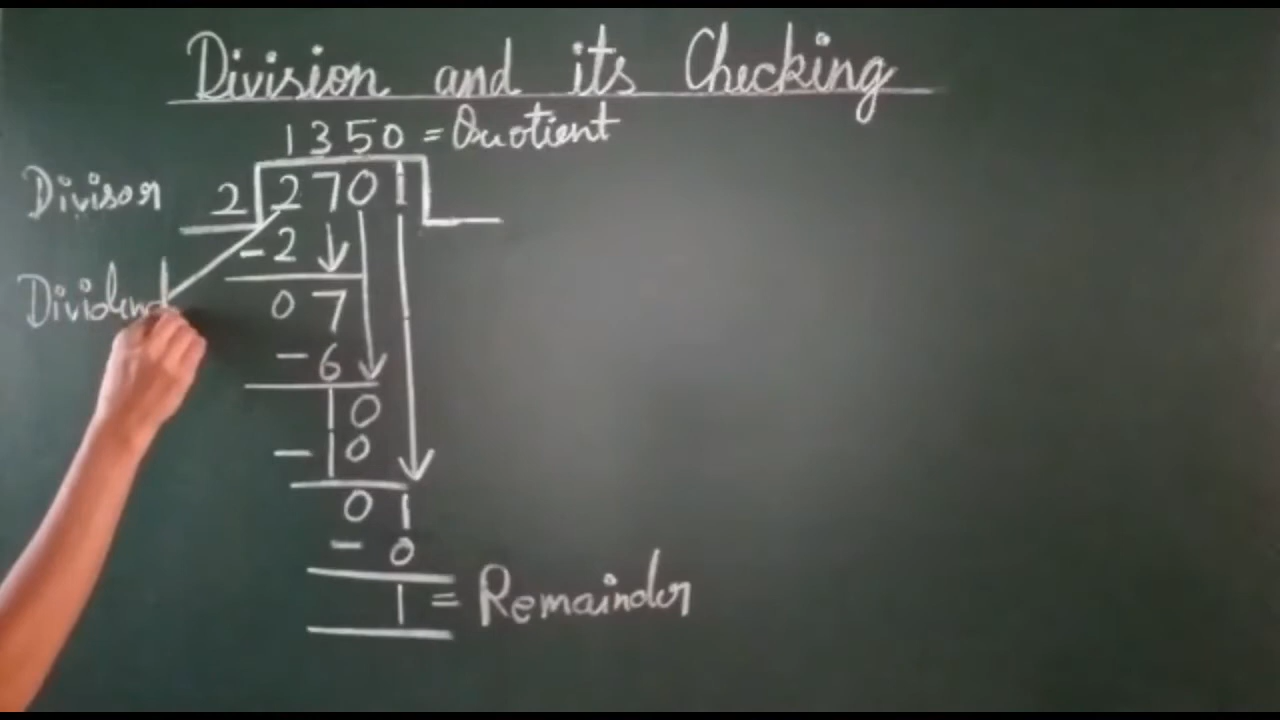 Division and its Checking
1350 = Quotient
Divisor 2 2701
-2
Dividend
07
-6
10
-10
01
- 0
1 = Remainder